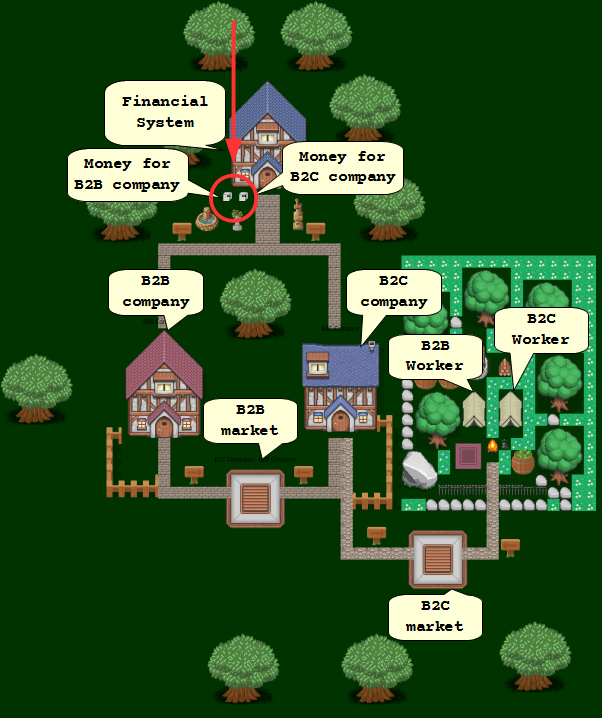 Financial
System
Money for
B2B company
Money for
B2C company
B2B
company
B2C
company
B2C
Worker
B2B
Worker
B2B
market
B2C
market